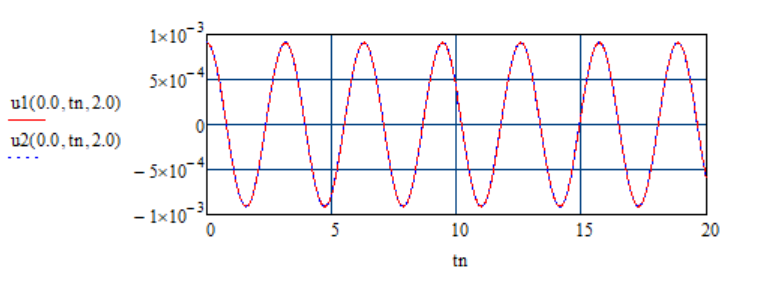 u1(0.0, tn, 2.0)
u2(0.0, tn, 2.0)
1×10⁻³
5×10⁻⁴
0
− 5×10⁻⁴
− 1×10⁻³
0 5 10 15 20
tn